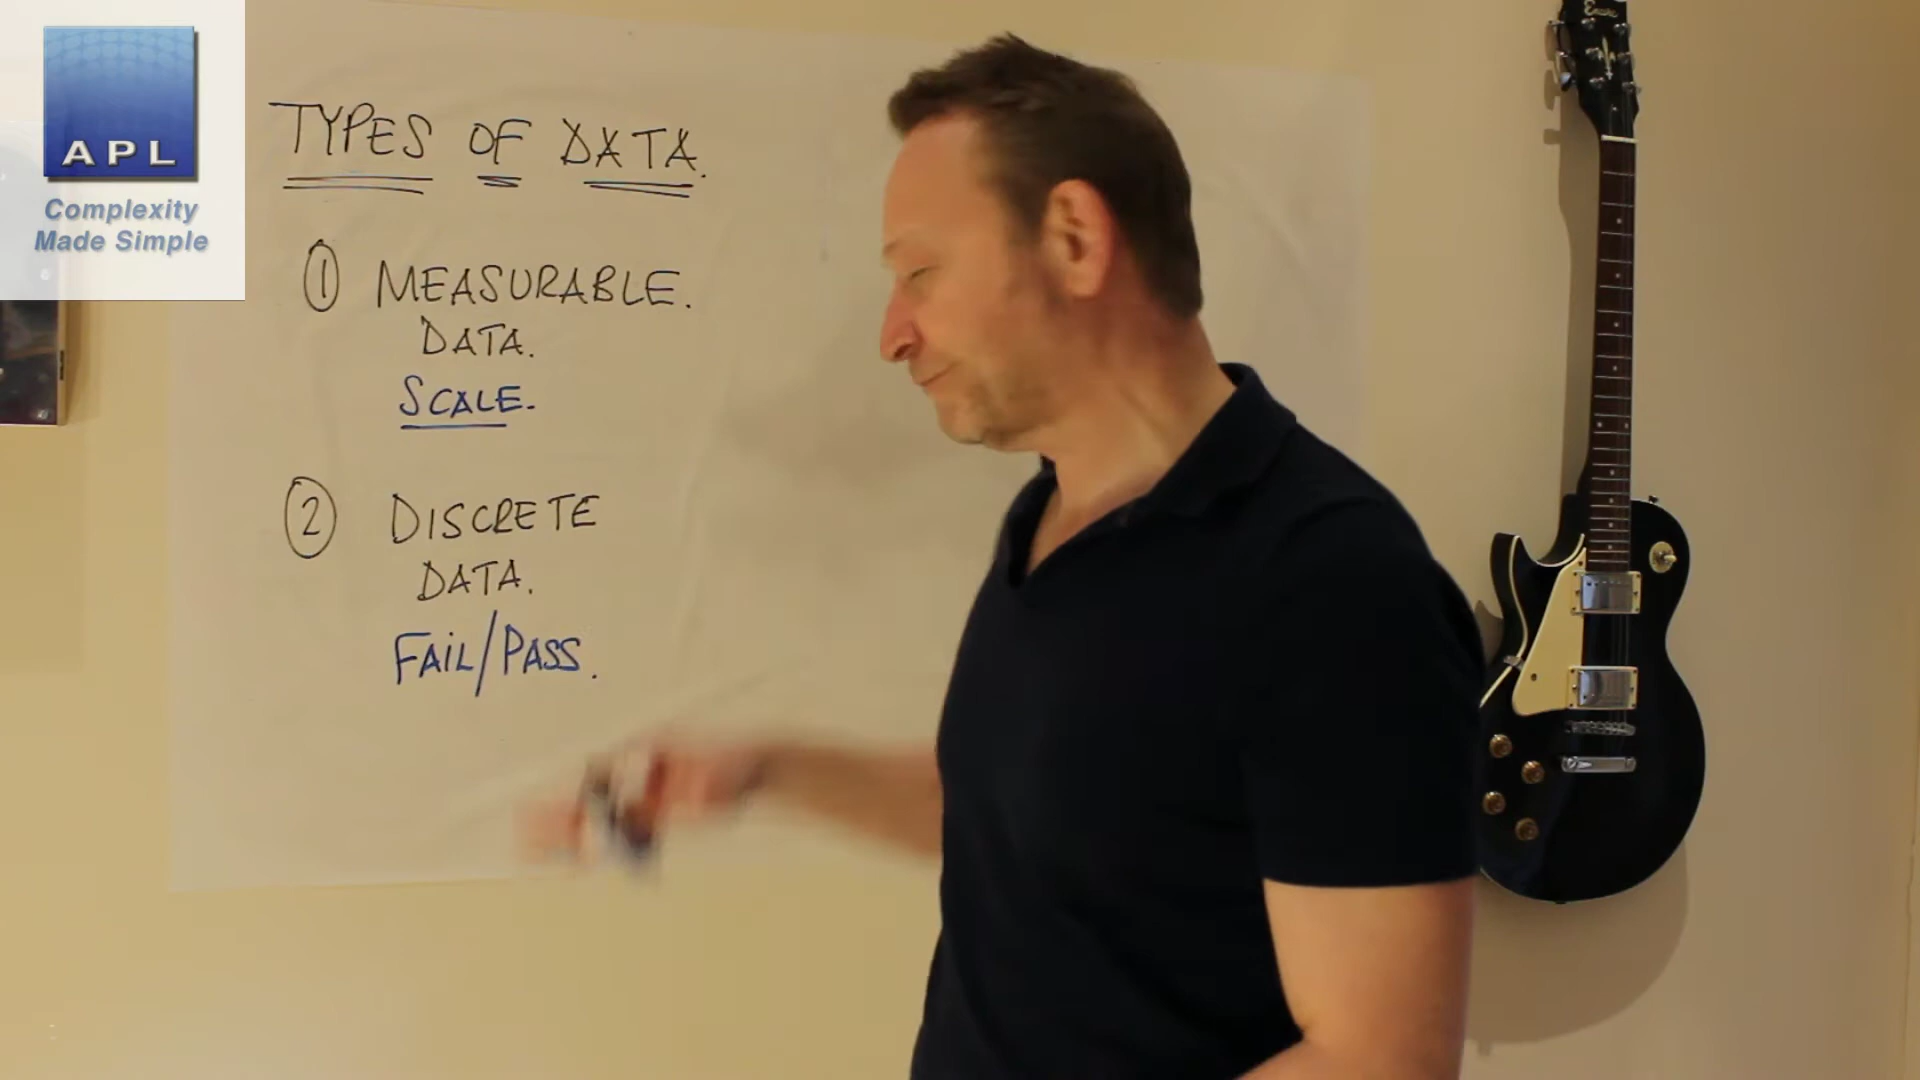 APL
Complexity
Made Simple
TYPES OF DATA.
① MEASURABLE.
DATA.
SCALE.
② DISCRETE
DATA.
FAIL/PASS.